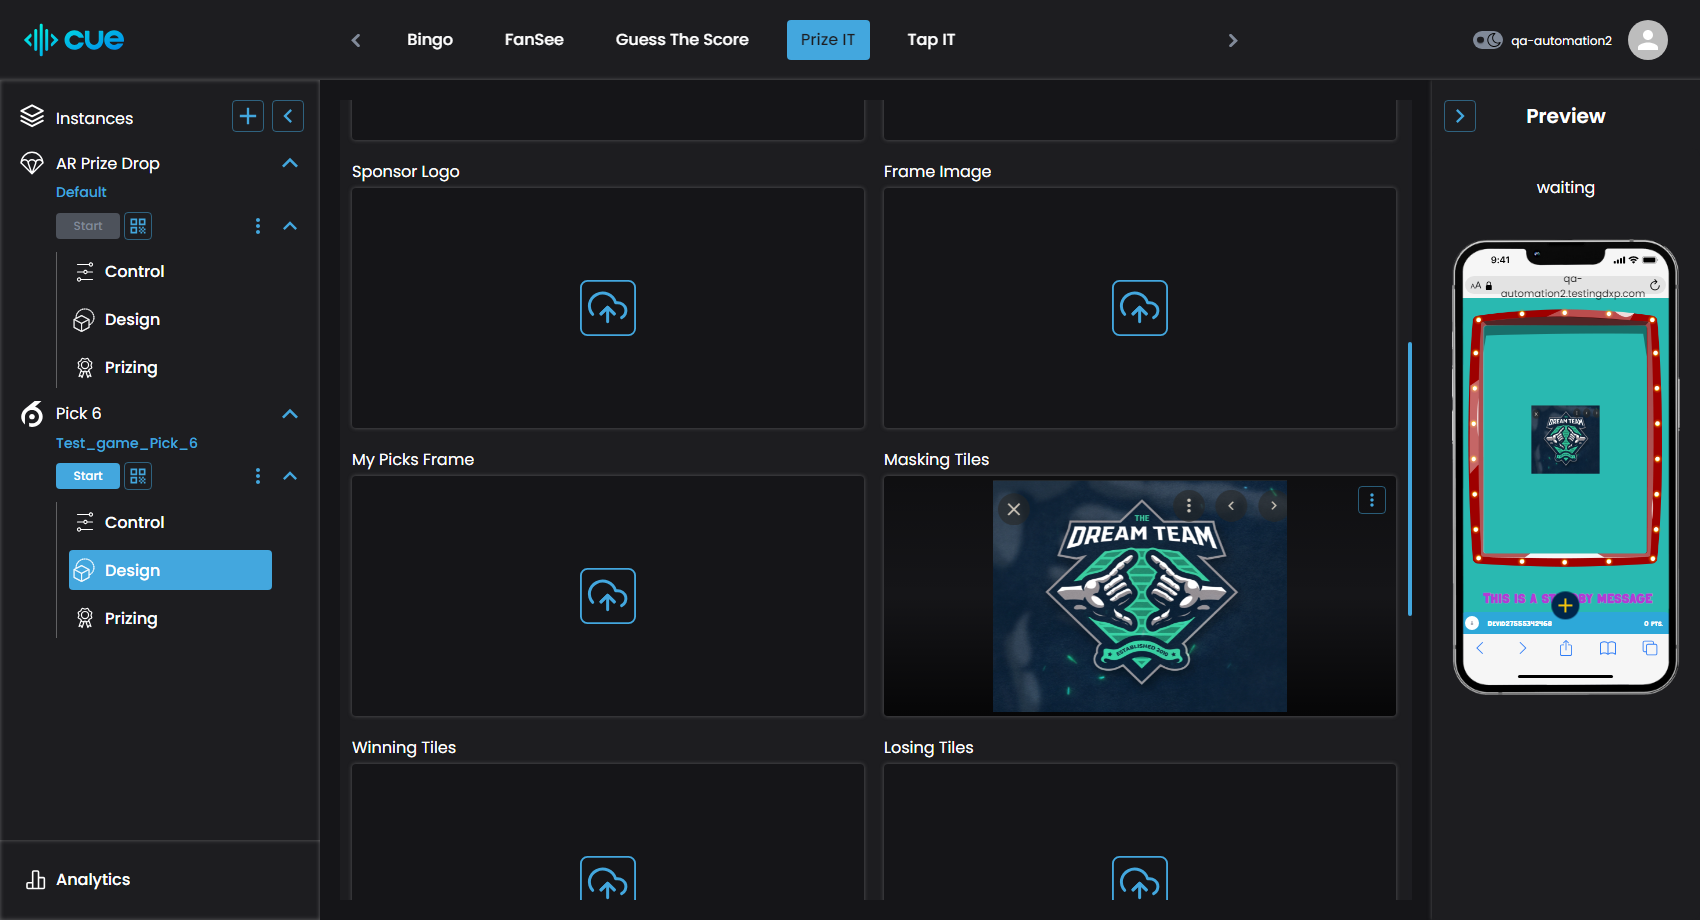 cue
Bingo
FanSee
Guess The Score
Prize IT
Tap IT
qa-automation2
Instances
AR Prize Drop
Default
Start
Control
Design
Prizing
Pick 6
Test_game_Pick_6
Start
Control
Design
Prizing
Analytics
Sponsor Logo
Frame Image
My Picks Frame
Masking Tiles
THE
DREAM TEAM
ESTABLISHED 2019
Winning Tiles
Losing Tiles
Preview
waiting
9:41
AA
qa-
automation2.testingdxp.com
DREAM TEAM
THIS IS A ST BY MESSAGE
0 PTS.